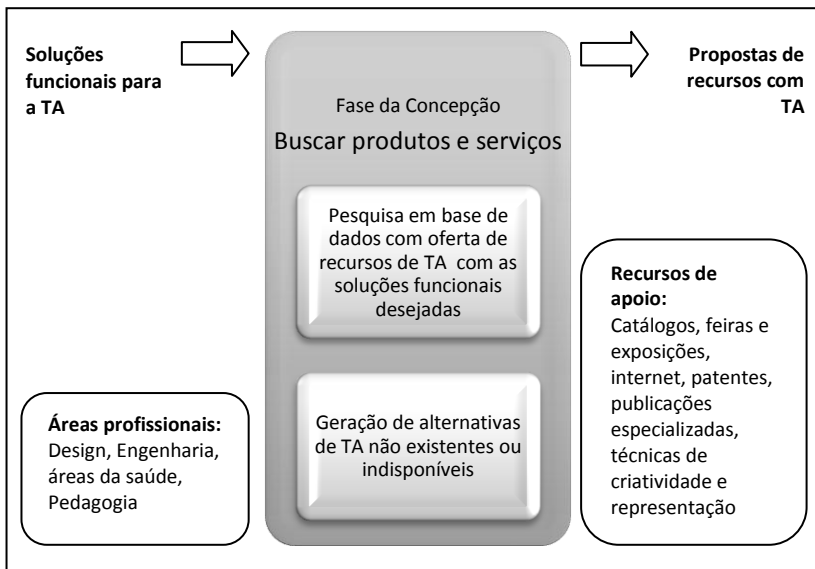 Soluções
funcionais para
a TA
Fase da Concepção
Buscar produtos e serviços
Pesquisa em base de
dados com oferta de
recursos de TA com as
soluções funcionais
desejadas
Geração de alternativas
de TA não existentes ou
indisponíveis
Áreas profissionais:
Design, Engenharia,
áreas da saúde,
Pedagogia
Propostas de
recursos com
TA
Recursos de
apoio:
Catálogos, feiras e
exposições,
internet, patentes,
publicações
especializadas,
técnicas de
criatividade e
representação